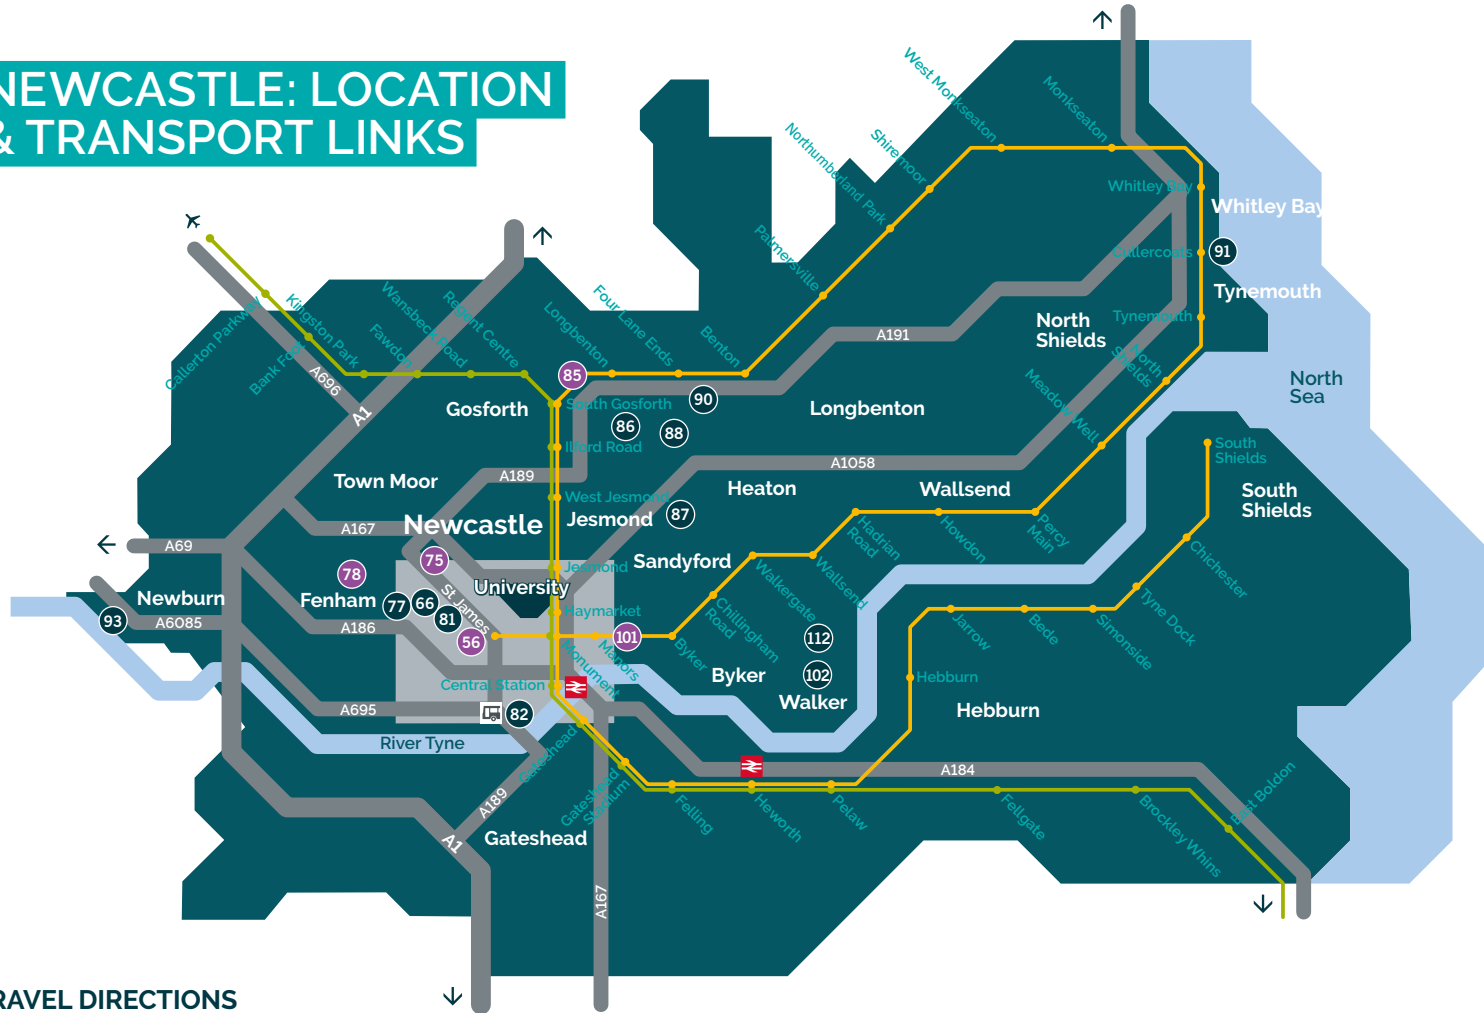 NEWCASTLE: LOCATION
& TRANSPORT LINKS
West Monkseaton
Monkseaton
Shiremoor
Northumberland Park
Palmersville
Whitley Bay
Whitley Bay
Cullercoats
91
Tynemouth
Tynemouth
North
Shields
North
Shields
Meadow Well
North
Sea
Callerton Parkway
Bank Foot
Kingston Park
Fawdon
Wansbeck Road
Regent Centre
Longbenton
Four Lane Ends
Benton
A696
A1
A191
85
90
86
88
Gosforth
South Gosforth
Ilford Road
Longbenton
A189
A1058
Town Moor
West Jesmond
Heaton
Wallsend
South
Shields
South
Shields
A167
Newcastle
Jesmond
87
Hadrian
Road
Howdon
Percy
Main
Chichester
A69
75
78
Sandyford
University
Jesmond
Walkergate
Wallsend
Newburn
Fenham
77
66
81
St James
Haymarket
Chillingham
Road
Tyne Dock
93
A6085
A186
56
101
112
Jarrow
Bede
Simonside
Monument
Manors
Byker
Byker
102
Walker
Central Station
Hebburn
Hebburn
A695
82
River Tyne
Gateshead
Gateshead
Stadium
A184
A189
Felling
Heworth
Pelaw
Fellgate
Brockley Whins
East Boldon
A1
Gateshead
A167
RAVEL DIRECTIONS